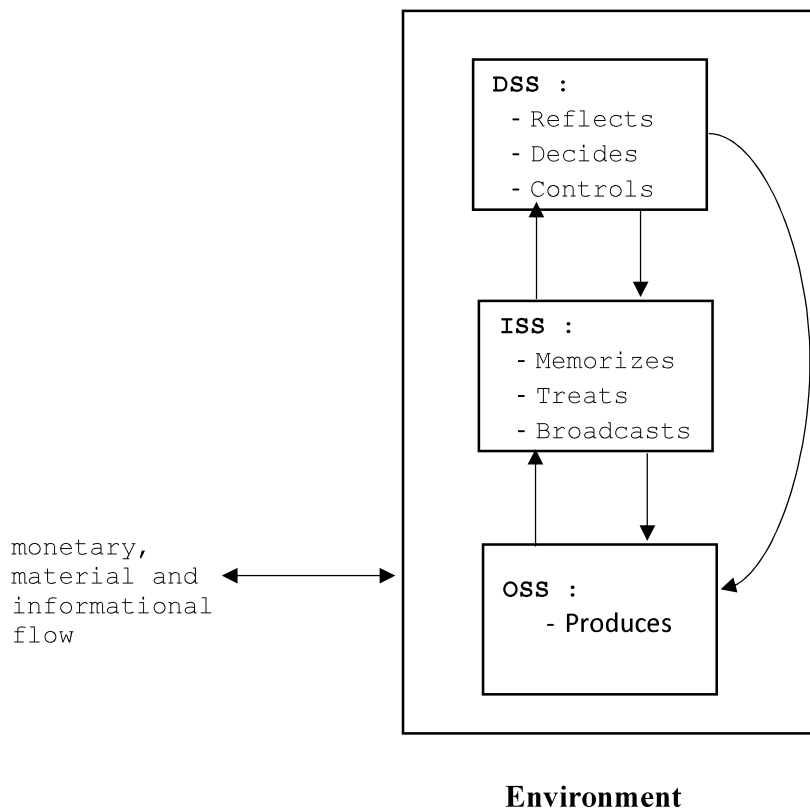 DSS :
- Reflects
- Decides
- Controls
ISS :
- Memorizes
- Treats
- Broadcasts
monetary,
material and
informational
flow
OSS :
- Produces
Environment